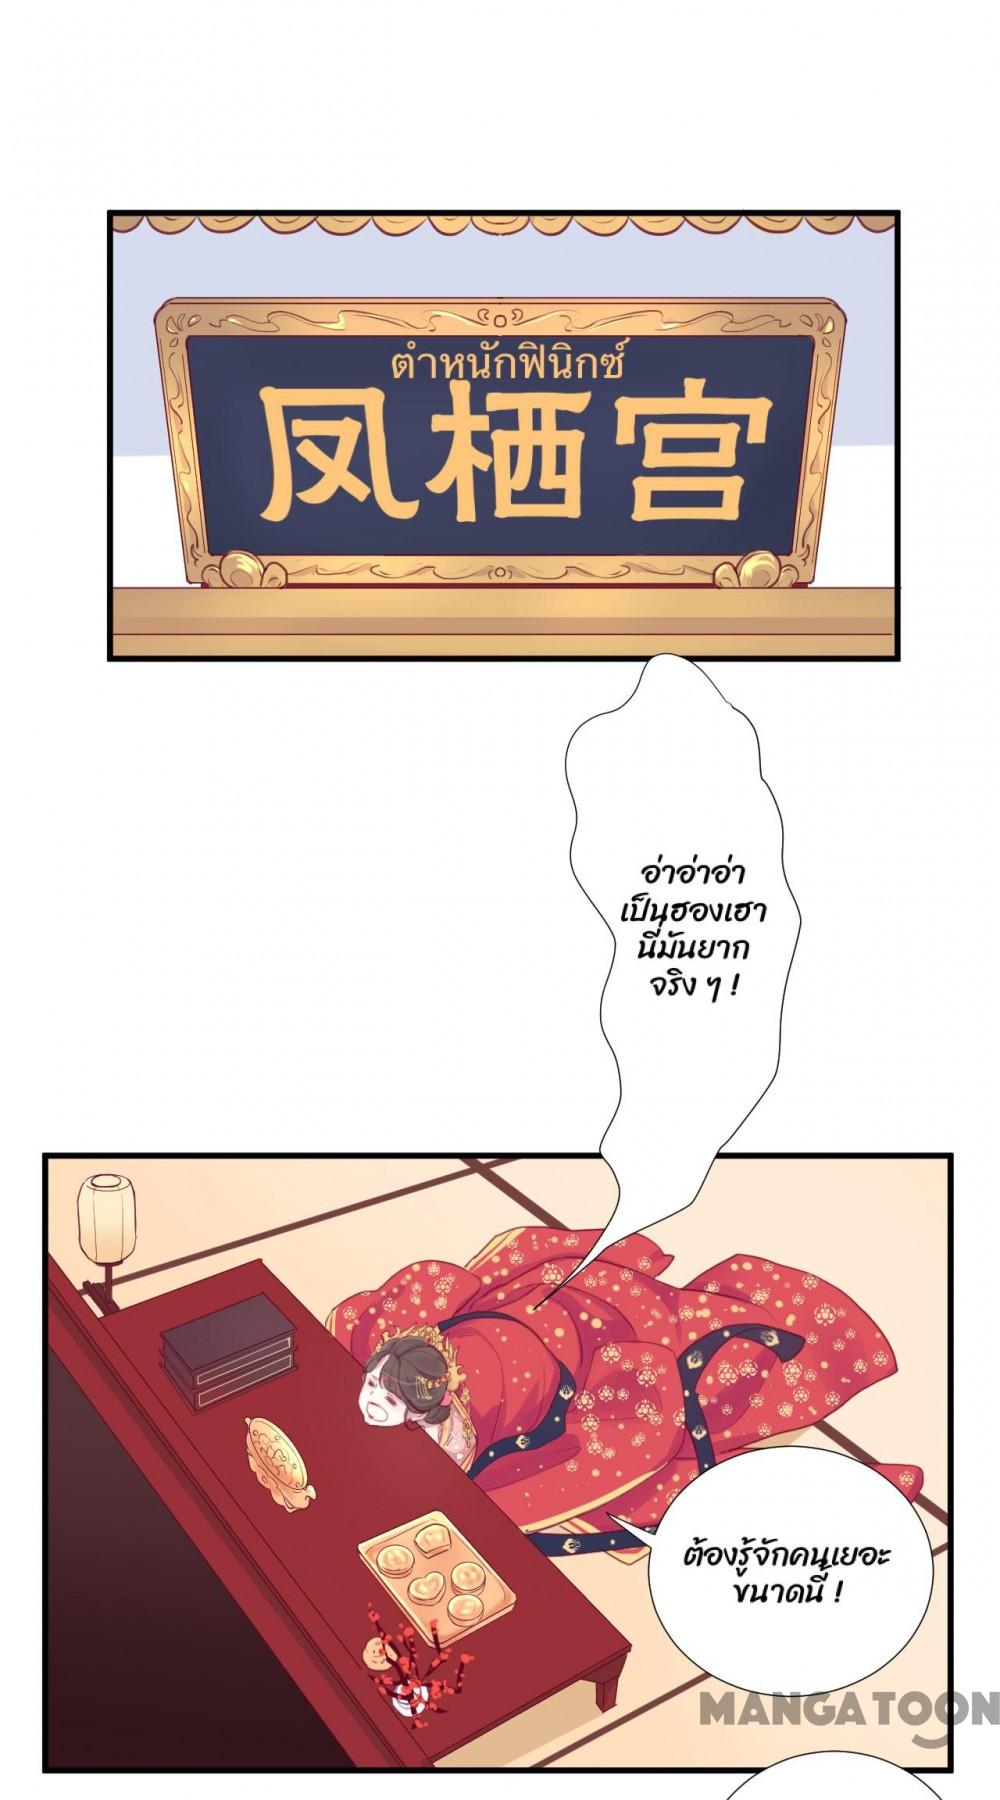 ตำหนักฟินิกซ์
凤栖宫
อ่าอ่าอ่า
เป็นฮองเฮา
นี่มันยาก
จริง ๆ !
ต้องรู้จักคนเยอะ
ขนาดนี้ !
MANGATOON